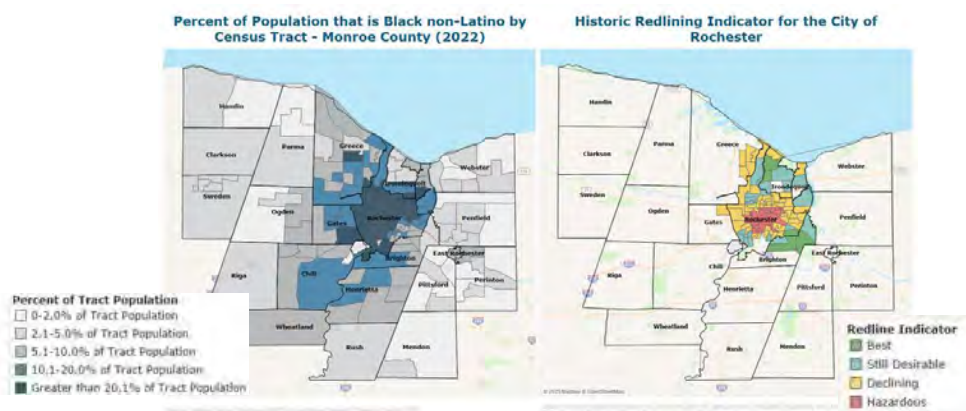 Percent of Population that is Black non-Latino by
Census Tract - Monroe County (2022)
Hamlin
Parma
Greece
Clarkson
Irondequoit
Webster
Sweden
Ogden
Rochester
Penfield
Gates
Brighton
East Rochester
Riga
Chili
Pittsford
Perinton
Henrietta
Wheatland
Rush
Mendon
Percent of Tract Population
0-2.0% of Tract Population
2.1-5.0% of Tract Population
5.1-10.0% of Tract Population
10.1-20.0% of Tract Population
Greater than 20.1% of Tract Population
Historic Redlining Indicator for the City of
Rochester
Hamlin
Parma
Greece
Clarkson
Irondequoit
Webster
Sweden
Ogden
Rochester
Penfield
Gates
Brighton
East Rochester
Riga
Chili
Pittsford
Perinton
Henrietta
Wheatland
Rush
Mendon
Redline Indicator
Best
Still Desirable
Declining
Hazardous